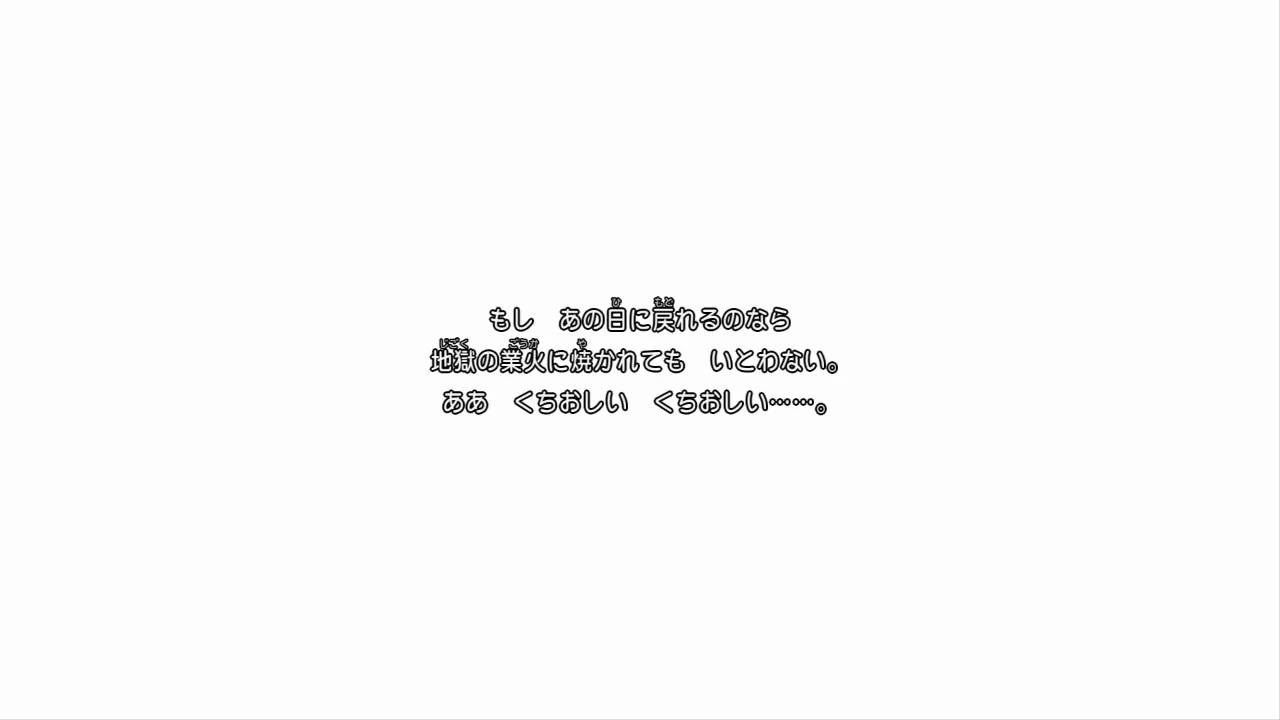 もし　あの日に戻れるのなら
地獄の業火に焼かれても　いとわない。
ああ　くちおしい　くちおしい……。